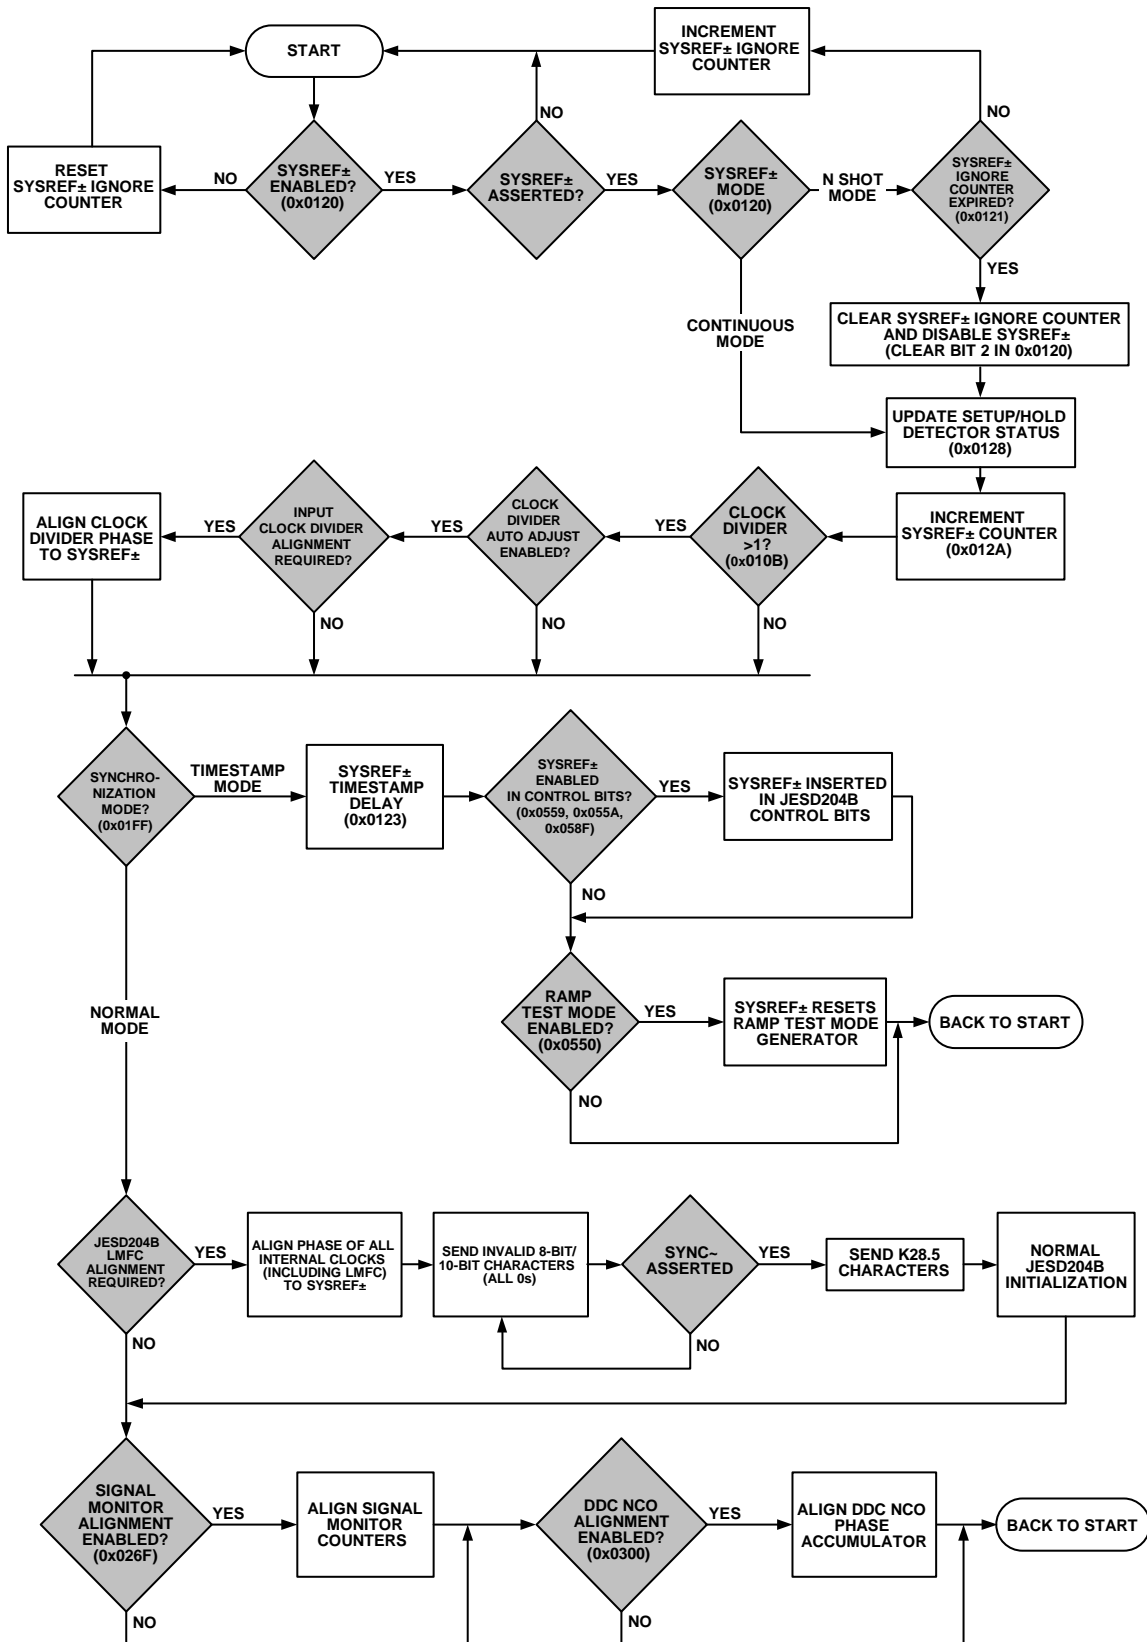 START
INCREMENT
SYSREF± IGNORE
COUNTER
NO
NO
RESET
SYSREF± IGNORE
COUNTER
NO
SYSREF±
ENABLED?
(0x0120)
YES
SYSREF±
ASSERTED?
YES
SYSREF±
MODE
(0x0120)
N SHOT
MODE
SYSREF±
IGNORE
COUNTER
EXPIRED?
(0x0121)
YES
CONTINUOUS
MODE
CLEAR SYSREF± IGNORE COUNTER
AND DISABLE SYSREF±
(CLEAR BIT 2 IN 0x0120)
UPDATE SETUP/HOLD
DETECTOR STATUS
(0x0128)
ALIGN CLOCK
DIVIDER PHASE
TO SYSREF±
YES
INPUT
CLOCK DIVIDER
ALIGNMENT
REQUIRED?
YES
CLOCK
DIVIDER
AUTO ADJUST
ENABLED?
YES
CLOCK
DIVIDER
>1?
(0x010B)
INCREMENT
SYSREF± COUNTER
(0x012A)
NO
NO
NO
SYNCHRO-
NIZATION
MODE?
(0x01FF)
TIMESTAMP
MODE
SYSREF±
TIMESTAMP
DELAY
(0x0123)
SYSREF±
ENABLED
IN CONTROL BITS?
(0x0559, 0x055A,
0x058F)
YES
SYSREF± INSERTED
IN JESD204B
CONTROL BITS
NO
NORMAL
MODE
RAMP
TEST MODE
ENABLED?
(0x0550)
YES
SYSREF± RESETS
RAMP TEST MODE
GENERATOR
BACK TO START
NO
JESD204B
LMFC
ALIGNMENT
REQUIRED?
YES
ALIGN PHASE OF ALL
INTERNAL CLOCKS
(INCLUDING LMFC)
TO SYSREF±
SEND INVALID 8-BIT/
10-BIT CHARACTERS
(ALL 0s)
SYNC~
ASSERTED
YES
SEND K28.5
CHARACTERS
NORMAL
JESD204B
INITIALIZATION
NO
NO
SIGNAL
MONITOR
ALIGNMENT
ENABLED?
(0x026F)
YES
ALIGN SIGNAL
MONITOR
COUNTERS
DDC NCO
ALIGNMENT
ENABLED?
(0x0300)
YES
ALIGN DDC NCO
PHASE
ACCUMULATOR
BACK TO START
NO
NO